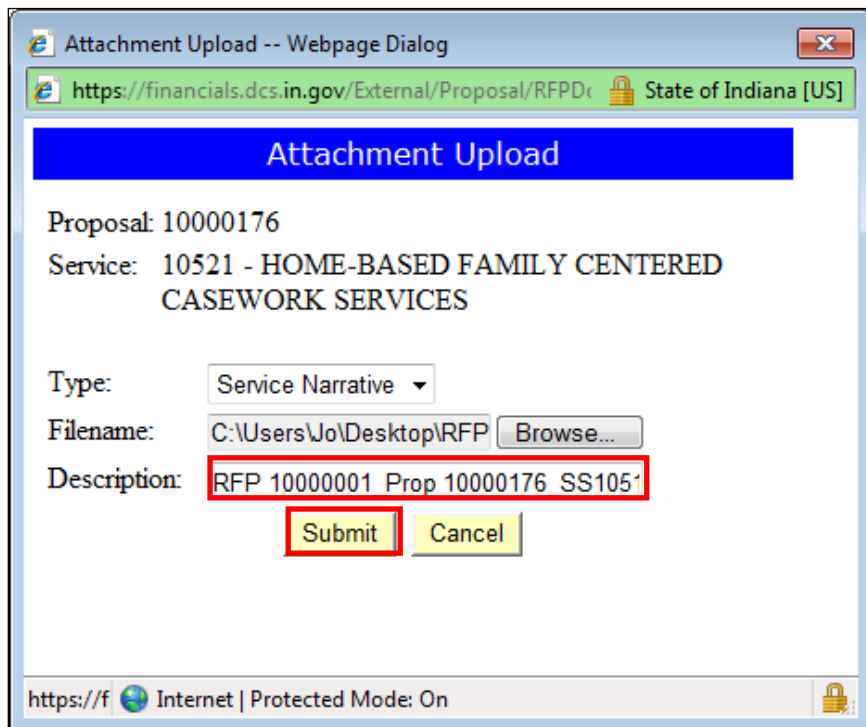 Attachment Upload -- Webpage Dialog
https://financials.dcs.in.gov/External/Proposal/RFPDo State of Indiana [US]
Attachment Upload
Proposal: 10000176
Service: 10521 - HOME-BASED FAMILY CENTERED
CASEWORK SERVICES
Type: Service Narrative
Filename: C:\Users\Jo\Desktop\RFP Browse...
Description: RFP 10000001 Prop 10000176 SS1051
Submit Cancel
https://f Internet | Protected Mode: On